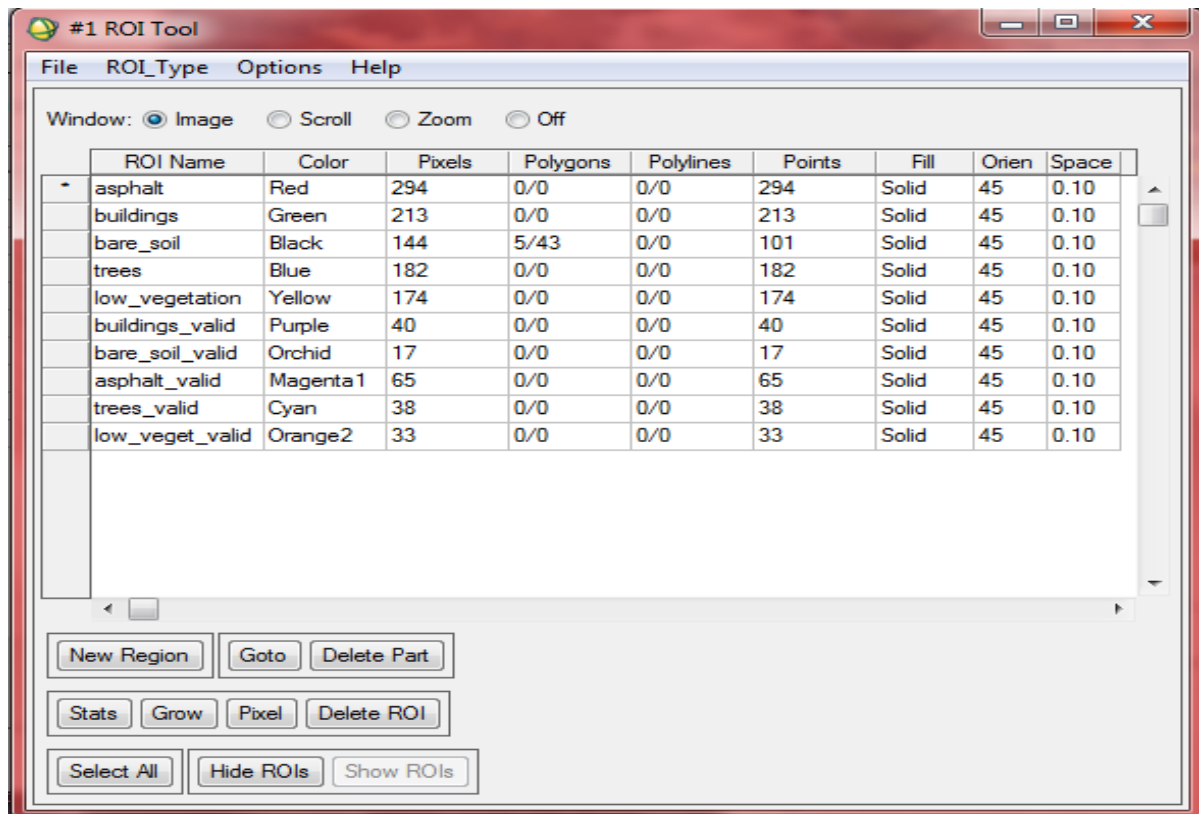 #1 ROI Tool
File ROI_Type Options Help
Window: Image Scroll Zoom Off
ROI Name Color Pixels Polygons Polylines Points Fill Orien Space
* asphalt Red 294 0/0 0/0 294 Solid 45 0.10
buildings Green 213 0/0 0/0 213 Solid 45 0.10
bare_soil Black 144 5/43 0/0 101 Solid 45 0.10
trees Blue 182 0/0 0/0 182 Solid 45 0.10
low_vegetation Yellow 174 0/0 0/0 174 Solid 45 0.10
buildings_valid Purple 40 0/0 0/0 40 Solid 45 0.10
bare_soil_valid Orchid 17 0/0 0/0 17 Solid 45 0.10
asphalt_valid Magenta1 65 0/0 0/0 65 Solid 45 0.10
trees_valid Cyan 38 0/0 0/0 38 Solid 45 0.10
low_veget_valid Orange2 33 0/0 0/0 33 Solid 45 0.10
New Region Goto Delete Part
Stats Grow Pixel Delete ROI
Select All Hide ROIs Show ROIs